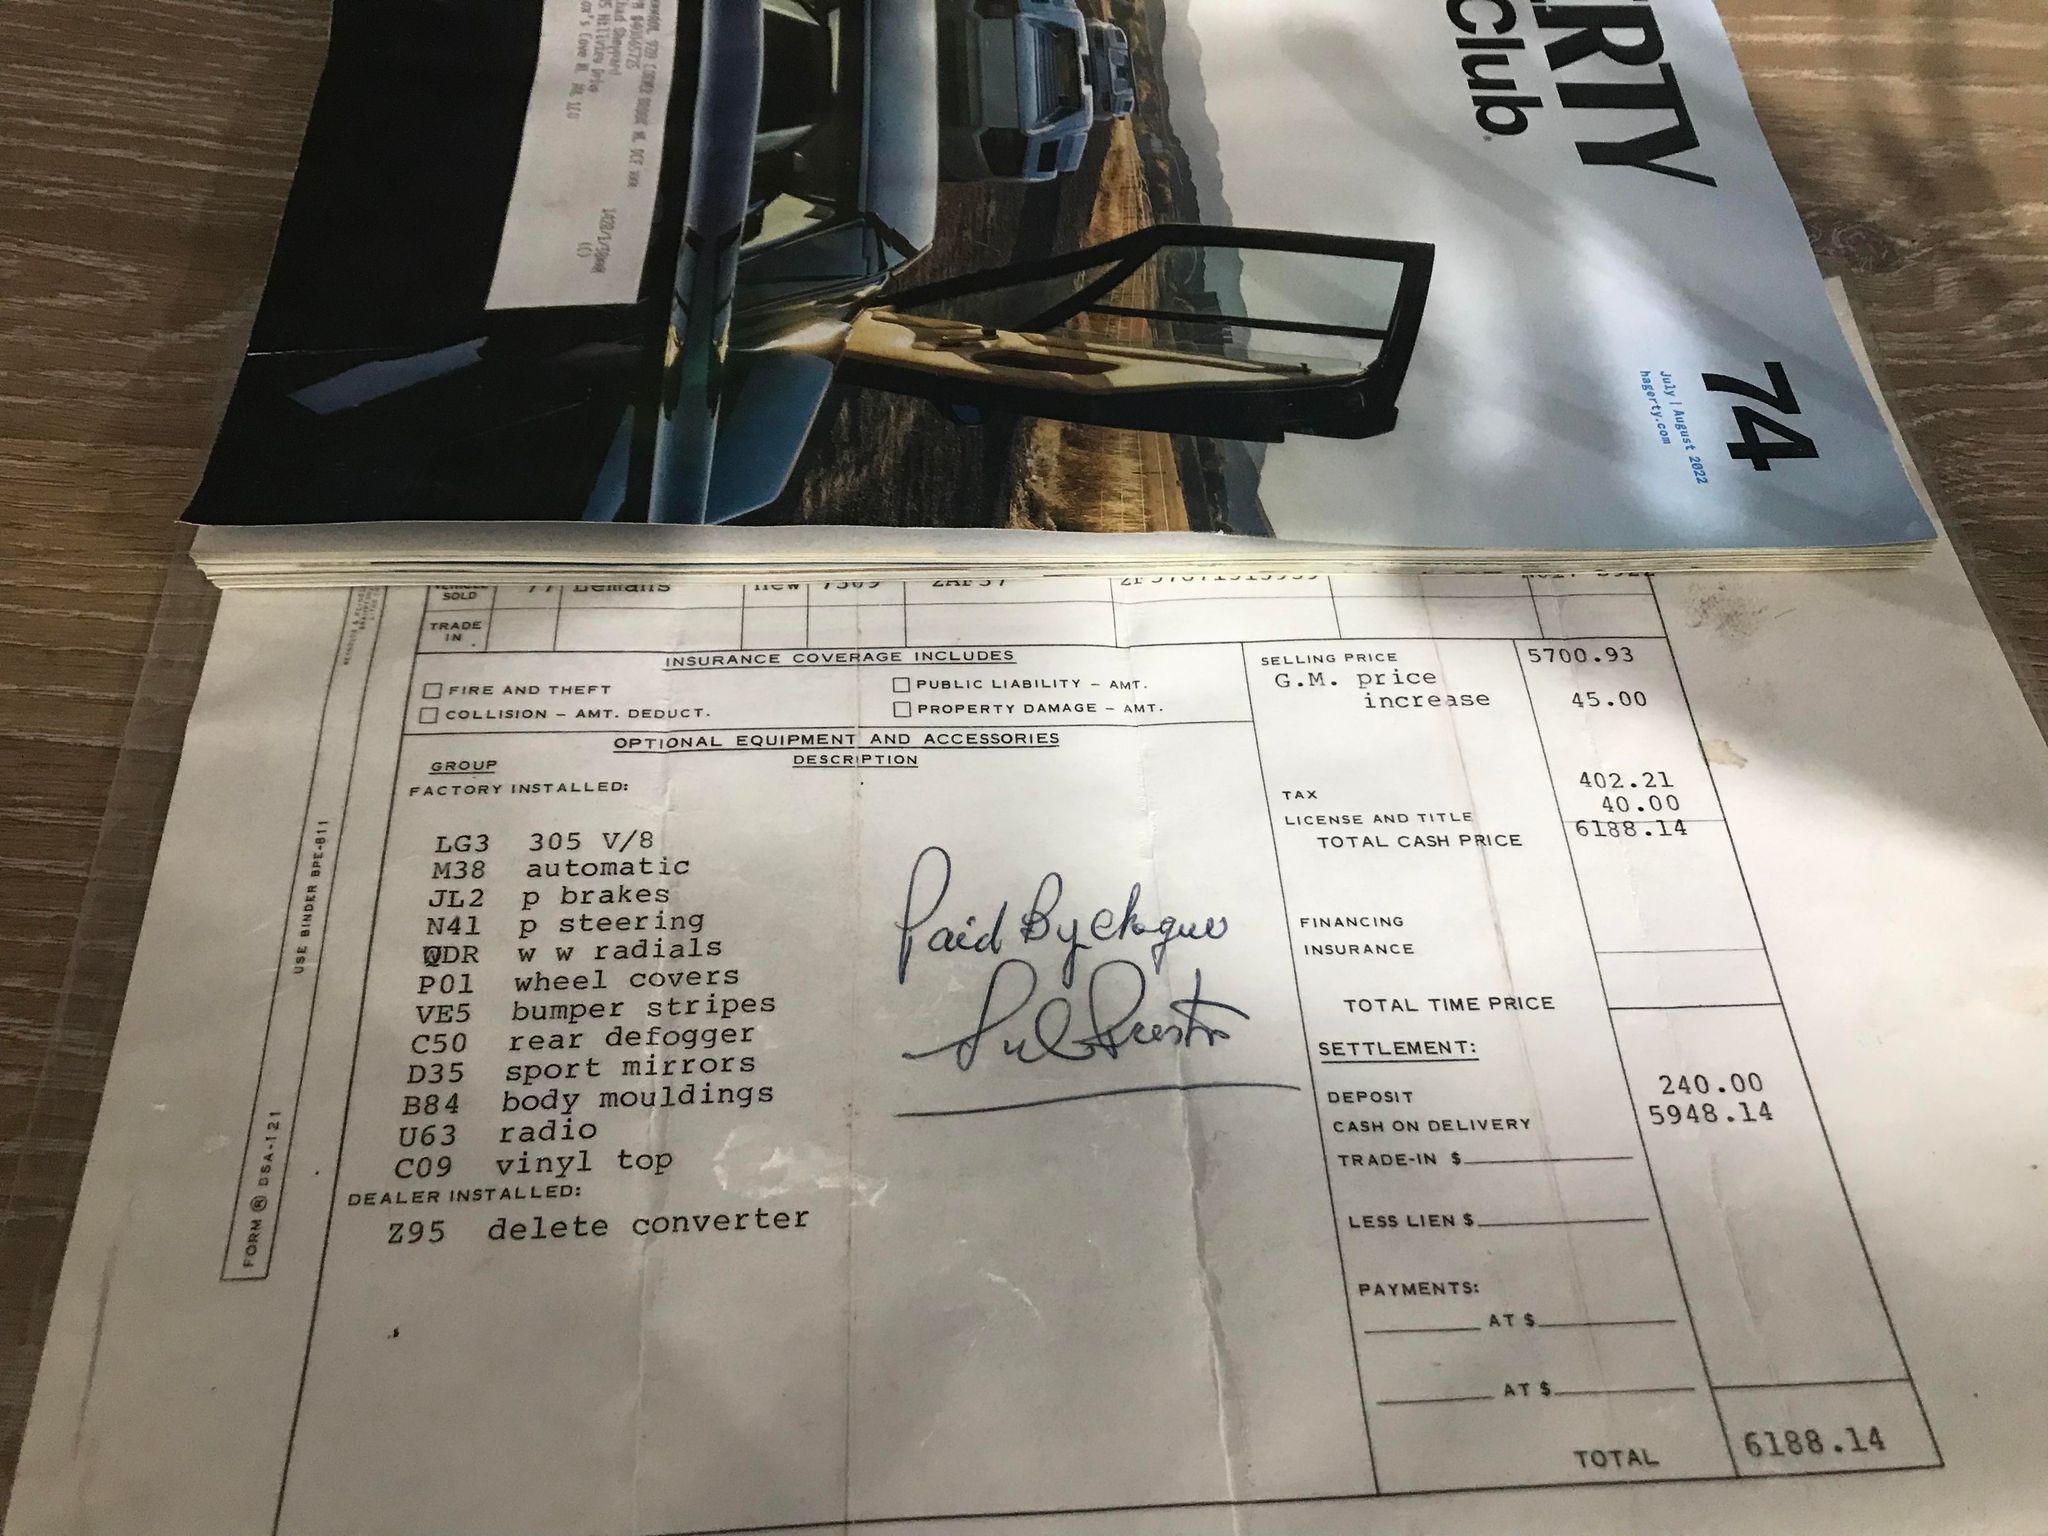 ERTY
Club
74
July | August 2022
hagerty.com
SOLD
77 Lemans new
TRADE
IN
INSURANCE COVERAGE INCLUDES
FIRE AND THEFT
PUBLIC LIABILITY – AMT.
COLLISION – AMT. DEDUCT.
PROPERTY DAMAGE – AMT.
SELLING PRICE 5700.93
G.M. price
increase 45.00
OPTIONAL EQUIPMENT AND ACCESSORIES
GROUP DESCRIPTION
FACTORY INSTALLED:
LG3 305 V/8
M38 automatic
JL2 p brakes
N41 p steering
QDR w w radials
P01 wheel covers
VE5 bumper stripes
C50 rear defogger
D35 sport mirrors
B84 body mouldings
U63 radio
C09 vinyl top
DEALER INSTALLED:
Z95 delete converter
Paid By
TAX 402.21
LICENSE AND TITLE 40.00
TOTAL CASH PRICE 6188.14
FINANCING
INSURANCE
TOTAL TIME PRICE
SETTLEMENT:
DEPOSIT 240.00
CASH ON DELIVERY 5948.14
TRADE-IN $
LESS LIEN $
PAYMENTS:
AT $
AT $
TOTAL 6188.14
USE BINDER BPE-811
FORM ® DSA-121